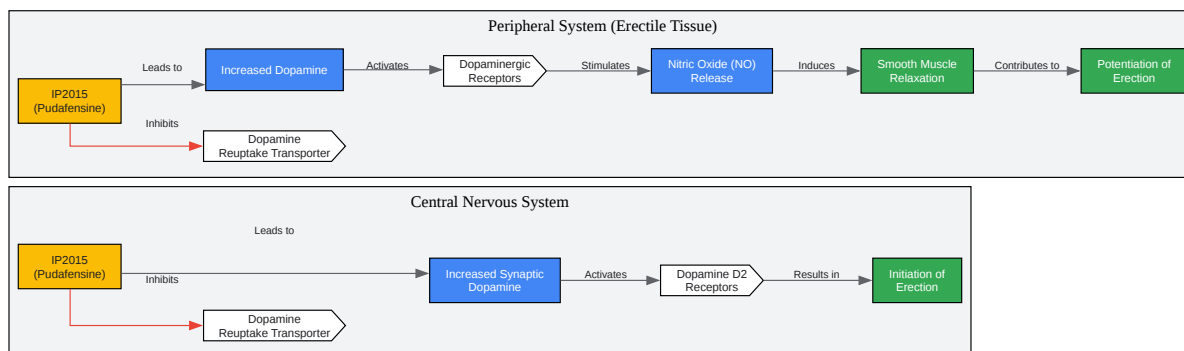 Peripheral System (Erectile Tissue)
IP2015
(Pudafensine)
Leads to
Inhibits
Increased Dopamine
Dopamine
Reuptake Transporter
Activates
Dopaminergic
Receptors
Stimulates
Nitric Oxide (NO)
Release
Induces
Smooth Muscle
Relaxation
Contributes to
Potentiation of
Erection
Central Nervous System
IP2015
(Pudafensine)
Leads to
Inhibits
Dopamine
Reuptake Transporter
Increased Synaptic
Dopamine
Activates
Dopamine D2
Receptors
Results in
Initiation of
Erection